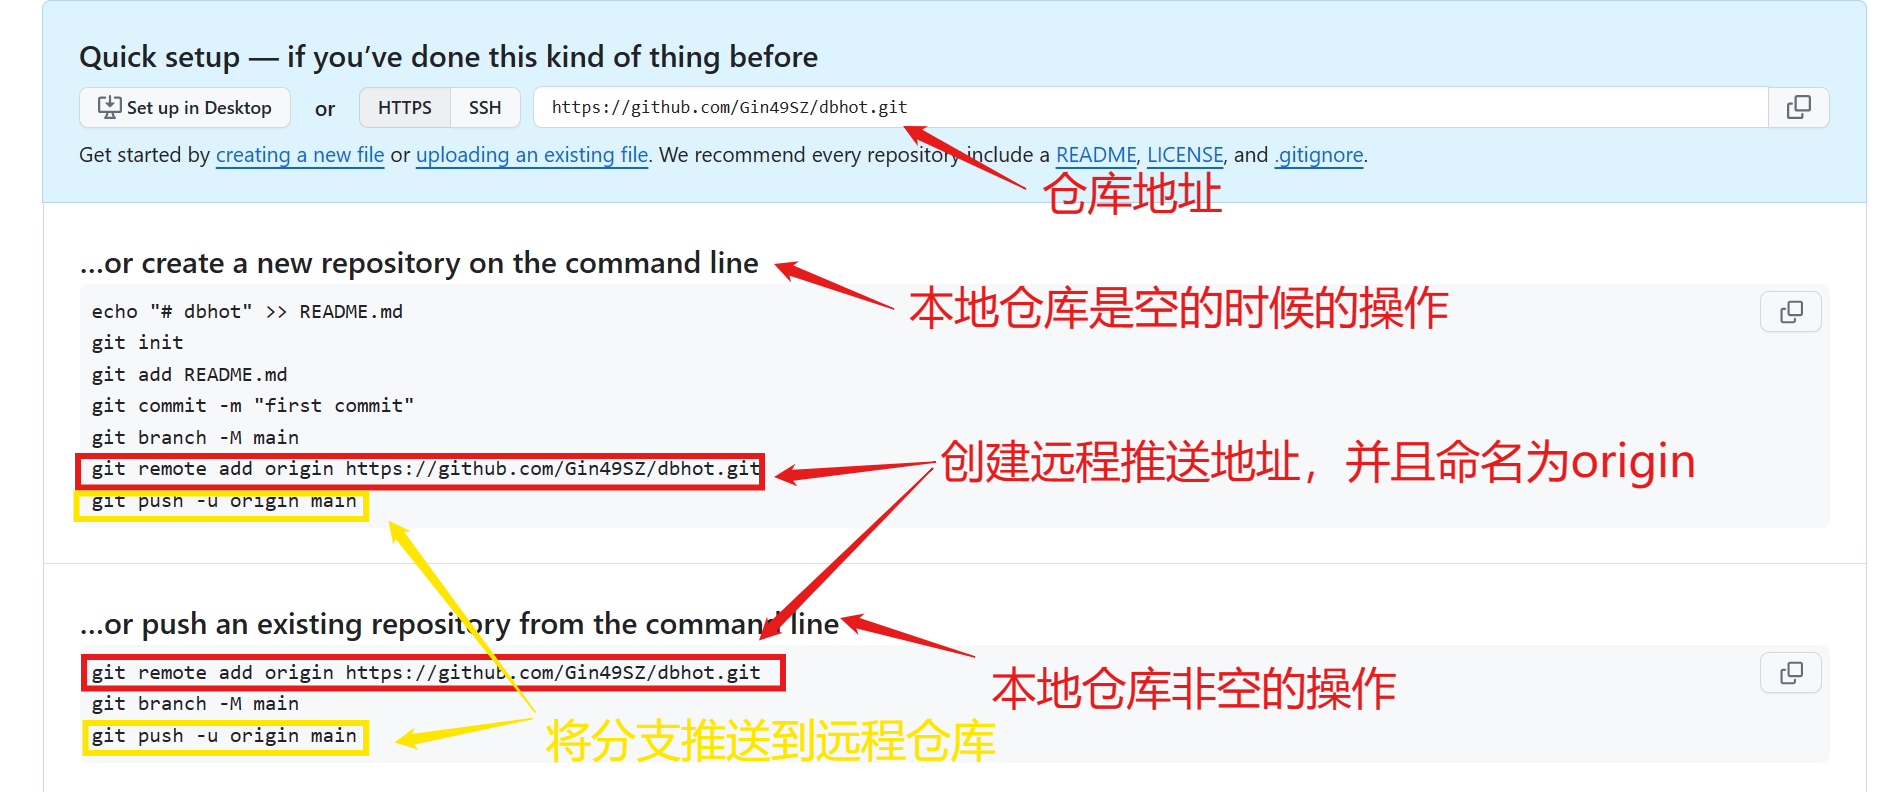 Quick setup — if you’ve done this kind of thing before
Set up in Desktop or HTTPS SSH https://github.com/Gin49SZ/dbhot.git
Get started by creating a new file or uploading an existing file. We recommend every repository include a README, LICENSE, and .gitignore.
仓库地址
…or create a new repository on the command line
本地仓库是空的时候的操作
echo "# dbhot" >> README.md
git init
git add README.md
git commit -m "first commit"
git branch -M main
git remote add origin https://github.com/Gin49SZ/dbhot.git
创建远程推送地址，并且命名为origin
git push -u origin main
…or push an existing repository from the command line
git remote add origin https://github.com/Gin49SZ/dbhot.git
本地仓库非空的操作
git branch -M main
git push -u origin main
将分支推送到远程仓库